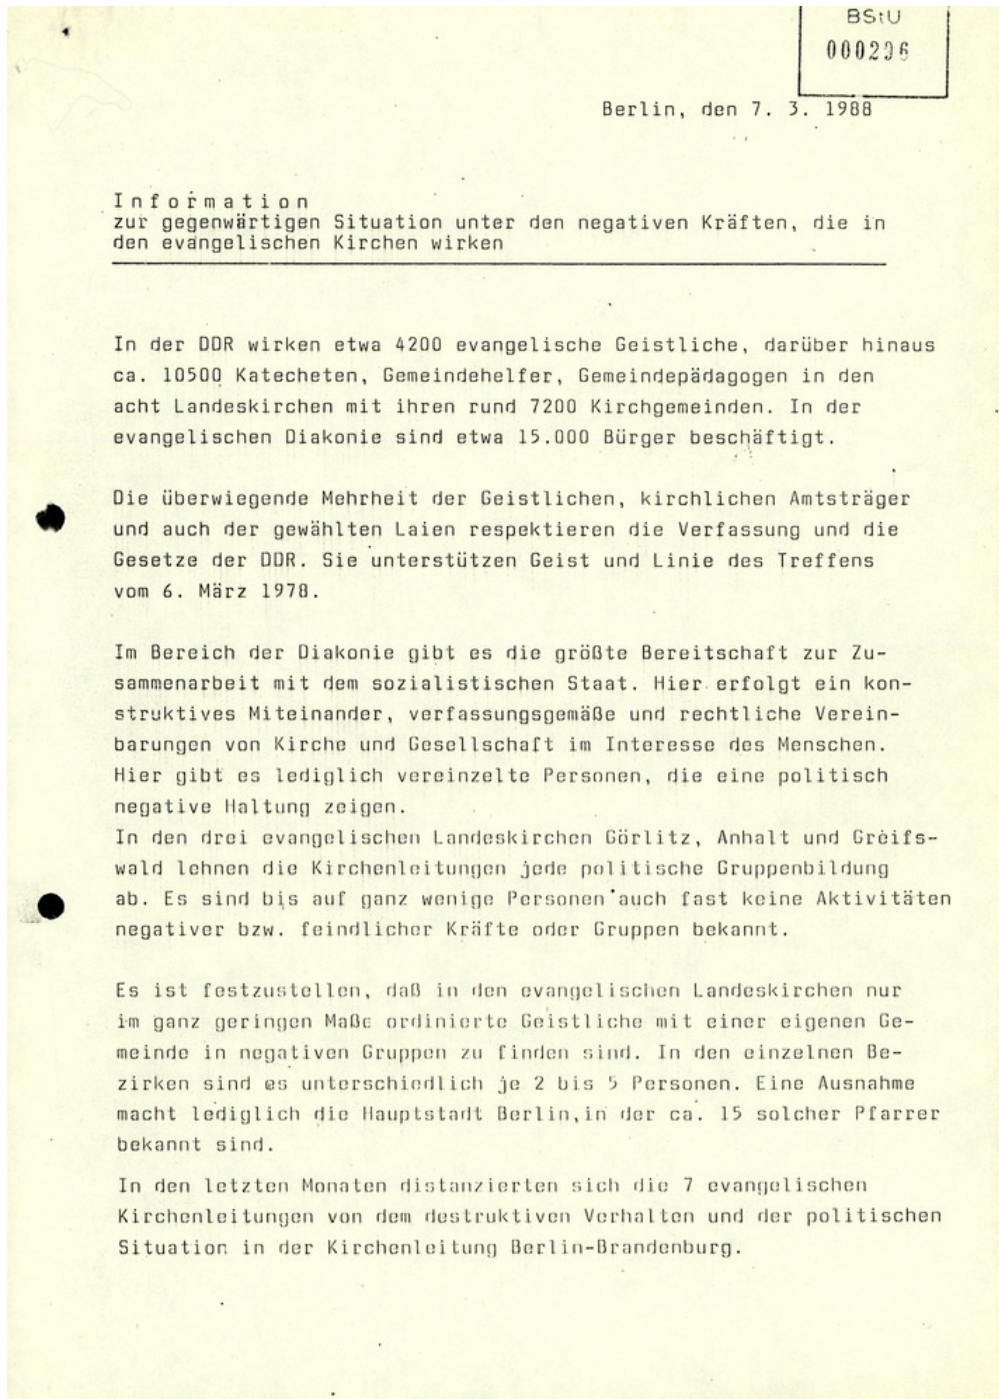 BStU
000296
Berlin, den 7. 3. 1988
Information
zur gegenwärtigen Situation unter den negativen Kräften, die in
den evangelischen Kirchen wirken
In der DDR wirken etwa 4200 evangelische Geistliche, darüber hinaus
ca. 10500 Katecheten, Gemeindehelfer, Gemeindepädagogen in den
acht Landeskirchen mit ihren rund 7200 Kirchgemeinden. In der
evangelischen Diakonie sind etwa 15.000 Bürger beschäftigt.
Die überwiegende Mehrheit der Geistlichen, kirchlichen Amtsträger
und auch der gewählten Laien respektieren die Verfassung und die
Gesetze der DDR. Sie unterstützen Geist und Linie des Treffens
vom 6. März 1978.
Im Bereich der Diakonie gibt es die größte Bereitschaft zur Zu-
sammenarbeit mit dem sozialistischen Staat. Hier erfolgt ein kon-
struktives Miteinander, verfassungsgemäße und rechtliche Verein-
barungen von Kirche und Gesellschaft im Interesse des Menschen.
Hier gibt es lediglich vereinzelte Personen, die eine politisch
negative Haltung zeigen.
In den drei evangelischen Landeskirchen Görlitz, Anhalt und Greifs-
wald lehnen die Kirchenleitungen jede politische Gruppenbildung
ab. Es sind bis auf ganz wenige Personen auch fast keine Aktivitäten
negativer bzw. feindlicher Kräfte oder Gruppen bekannt.
Es ist festzustellen, daß in den evangelischen Landeskirchen nur
im ganz geringen Maße ordinierte Geistliche mit einer eigenen Ge-
meinde in negativen Gruppen zu finden sind. In den einzelnen Be-
zirken sind es unterschiedlich je 2 bis 5 Personen. Eine Ausnahme
macht lediglich die Hauptstadt Berlin,in der ca. 15 solcher Pfarrer
bekannt sind.
In den letzten Monaten distanzierten sich die 7 evangelischen
Kirchenleitungen von dem destruktiven Verhalten und der politischen
Situation in der Kirchenleitung Berlin-Brandenburg.